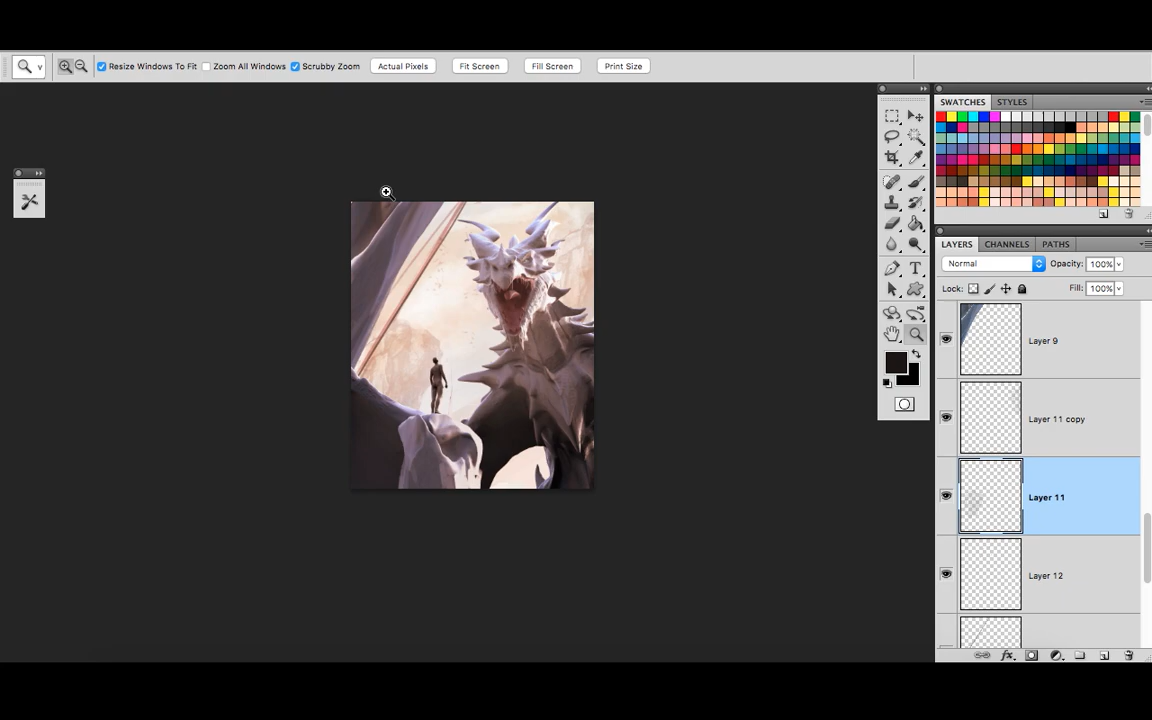 Resize Windows To Fit Zoom All Windows Scrubby Zoom Actual Pixels Fit Screen Fill Screen Print Size
SWATCHES STYLES
LAYERS CHANNELS PATHS
Normal Opacity: 100%
Lock: Fill: 100%
Layer 9
Layer 11 copy
Layer 11
Layer 12